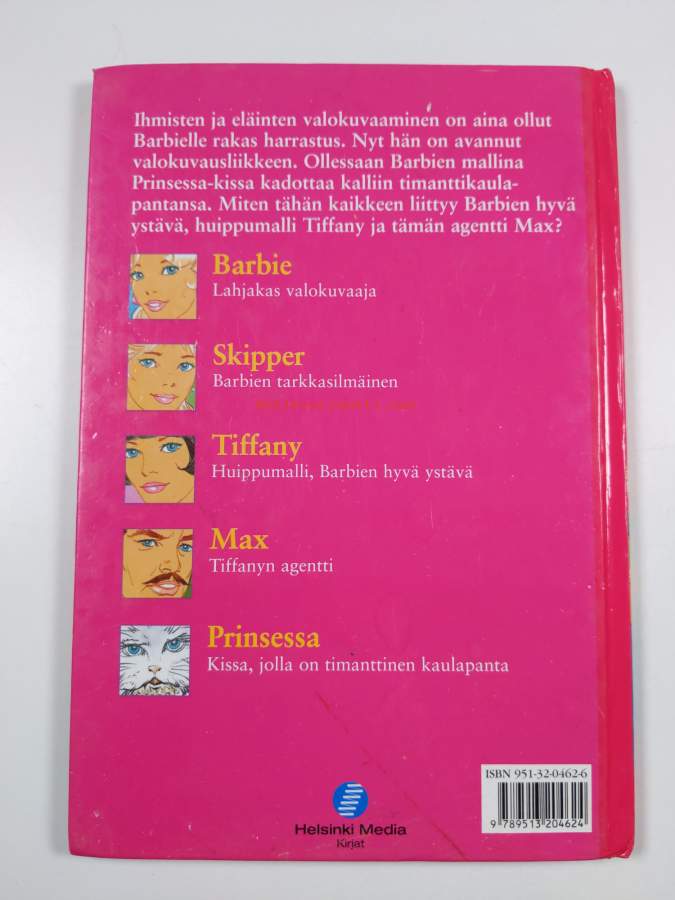 Ihmisten ja eläinten valokuvaaminen on aina ollut
Barbielle rakas harrastus. Nyt hän on avannut
valokuvausliikkeen. Ollessaan Barbien mallina
Prinsessa-kissa kadottaa kalliin timanttikaula-
pantansa. Miten tähän kaikkeen liittyy Barbien hyvä
ystävä, huippumalli Tiffany ja tämän agentti Max?
Barbie
Lahjakas valokuvaaja
Skipper
Barbien tarkkasilmäinen
Tiffany
Huippumalli, Barbien hyvä ystävä
Max
Tiffanyn agentti
Prinsessa
Kissa, jolla on timanttinen kaulapanta
ISBN 951-32-0462-6
9 789513 204624
Helsinki Media
Kirjat